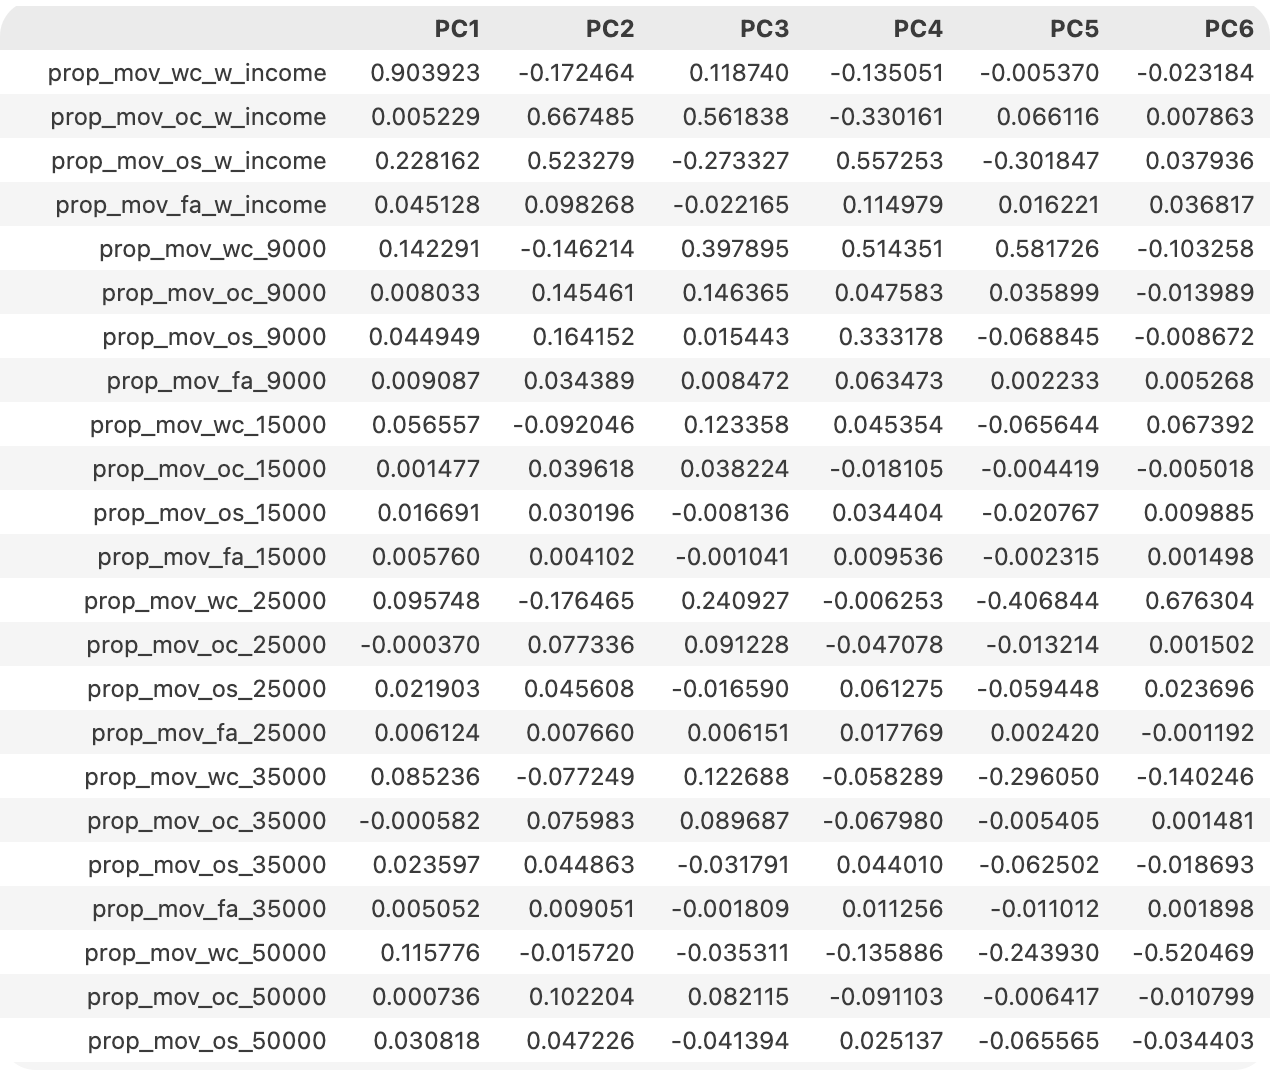 PC1 PC2 PC3 PC4 PC5 PC6
prop_mov_wc_w_income 0.903923 -0.172464 0.118740 -0.135051 -0.005370 -0.023184
prop_mov_oc_w_income 0.005229 0.667485 0.561838 -0.330161 0.066116 0.007863
prop_mov_os_w_income 0.228162 0.523279 -0.273327 0.557253 -0.301847 0.037936
prop_mov_fa_w_income 0.045128 0.098268 -0.022165 0.114979 0.016221 0.036817
prop_mov_wc_9000 0.142291 -0.146214 0.397895 0.514351 0.581726 -0.103258
prop_mov_oc_9000 0.008033 0.145461 0.146365 0.047583 0.035899 -0.013989
prop_mov_os_9000 0.044949 0.164152 0.015443 0.333178 -0.068845 -0.008672
prop_mov_fa_9000 0.009087 0.034389 0.008472 0.063473 0.002233 0.005268
prop_mov_wc_15000 0.056557 -0.092046 0.123358 0.045354 -0.065644 0.067392
prop_mov_oc_15000 0.001477 0.039618 0.038224 -0.018105 -0.004419 -0.005018
prop_mov_os_15000 0.016691 0.030196 -0.008136 0.034404 -0.020767 0.009885
prop_mov_fa_15000 0.005760 0.004102 -0.001041 0.009536 -0.002315 0.001498
prop_mov_wc_25000 0.095748 -0.176465 0.240927 -0.006253 -0.406844 0.676304
prop_mov_oc_25000 -0.000370 0.077336 0.091228 -0.047078 -0.013214 0.001502
prop_mov_os_25000 0.021903 0.045608 -0.016590 0.061275 -0.059448 0.023696
prop_mov_fa_25000 0.006124 0.007660 0.006151 0.017769 0.002420 -0.001192
prop_mov_wc_35000 0.085236 -0.077249 0.122688 -0.058289 -0.296050 -0.140246
prop_mov_oc_35000 -0.000582 0.075983 0.089687 -0.067980 -0.005405 0.001481
prop_mov_os_35000 0.023597 0.044863 -0.031791 0.044010 -0.062502 -0.018693
prop_mov_fa_35000 0.005052 0.009051 -0.001809 0.011256 -0.011012 0.001898
prop_mov_wc_50000 0.115776 -0.015720 -0.035311 -0.135886 -0.243930 -0.520469
prop_mov_oc_50000 0.000736 0.102204 0.082115 -0.091103 -0.006417 -0.010799
prop_mov_os_50000 0.030818 0.047226 -0.041394 0.025137 -0.065565 -0.034403